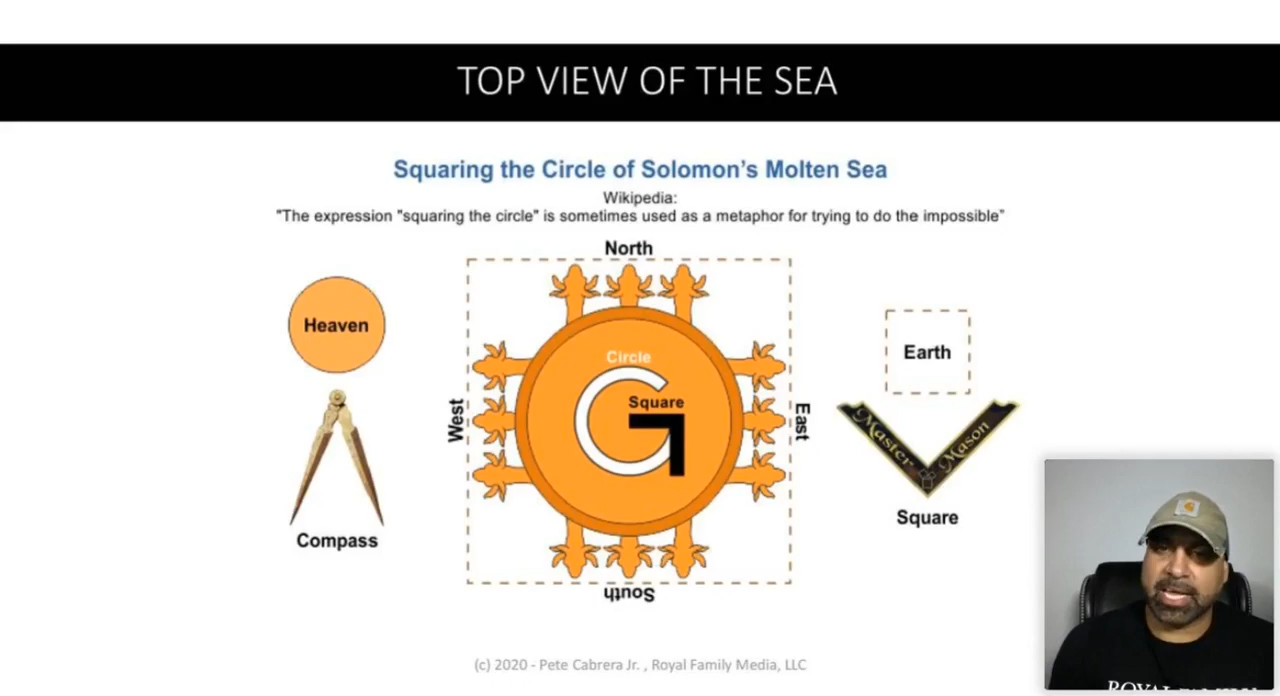 TOP VIEW OF THE SEA
Squaring the Circle of Solomon's Molten Sea
Wikipedia:
"The expression "squaring the circle" is sometimes used as a metaphor for trying to do the impossible"
North
Heaven
Circle
G
Square
West
East
Earth
Master Mason
Compass
Square
South
(c) 2020 - Pete Cabrera Jr. , Royal Family Media, LLC
ROYAL